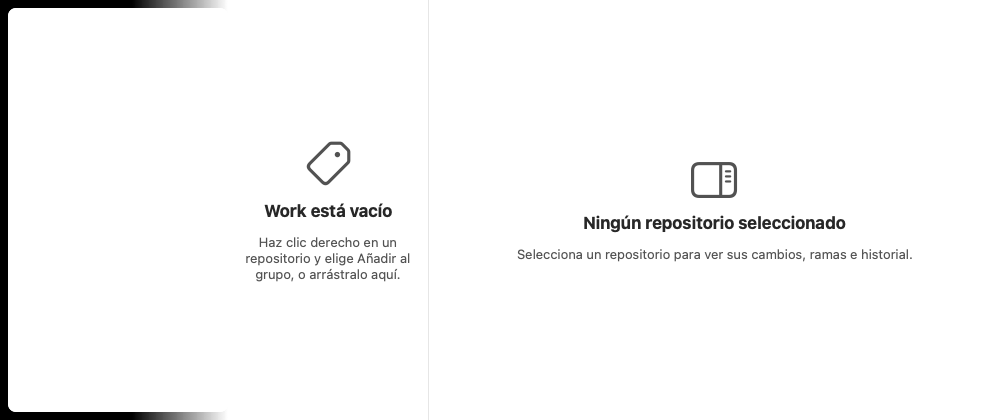 Work está vacío
Haz clic derecho en un
repositorio y elige Añadir al
grupo, o arrástralo aquí.
Ningún repositorio seleccionado
Selecciona un repositorio para ver sus cambios, ramas e historial.